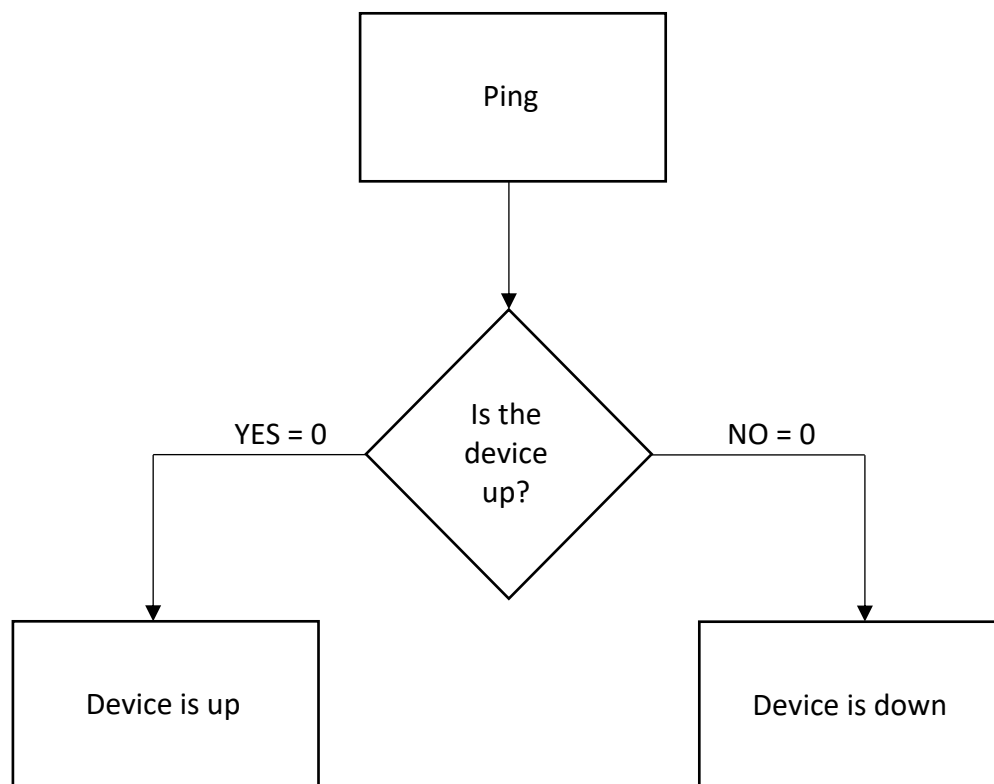 Ping
Is the
device
up?
YES = 0
NO = 0
Device is up
Device is down